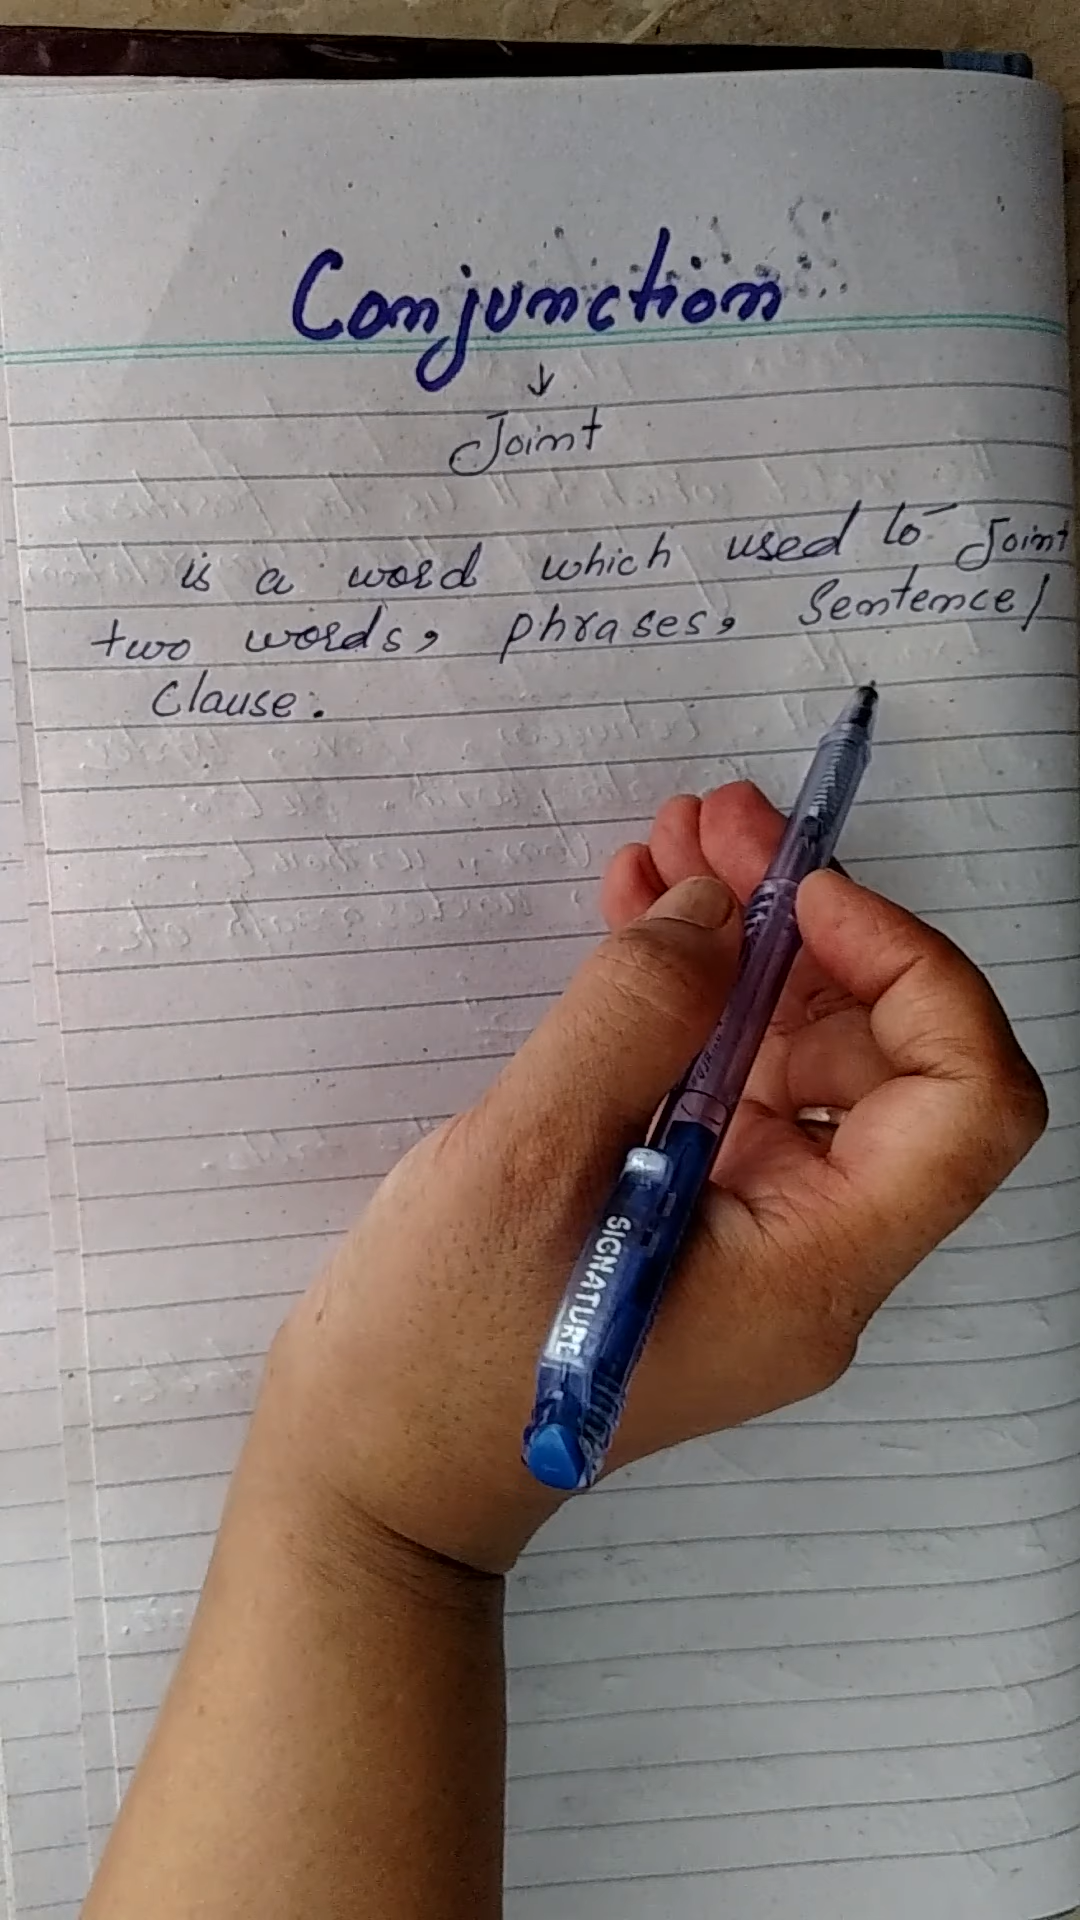 Conjunction
↓
Joint
is a word which used to Joint
two words, phrases, Sentence/
Clause.
SIGNATURE